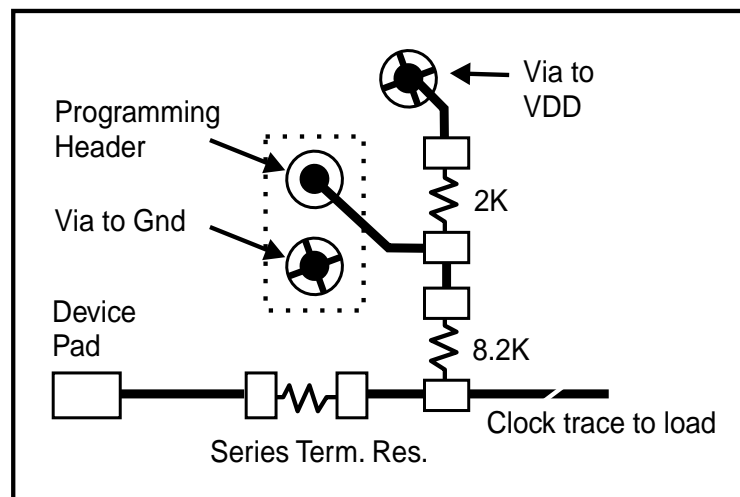 Via to
VDD
Programming
Header
2K
Via to Gnd
Device
Pad
8.2K
Clock trace to load
Series Term. Res.